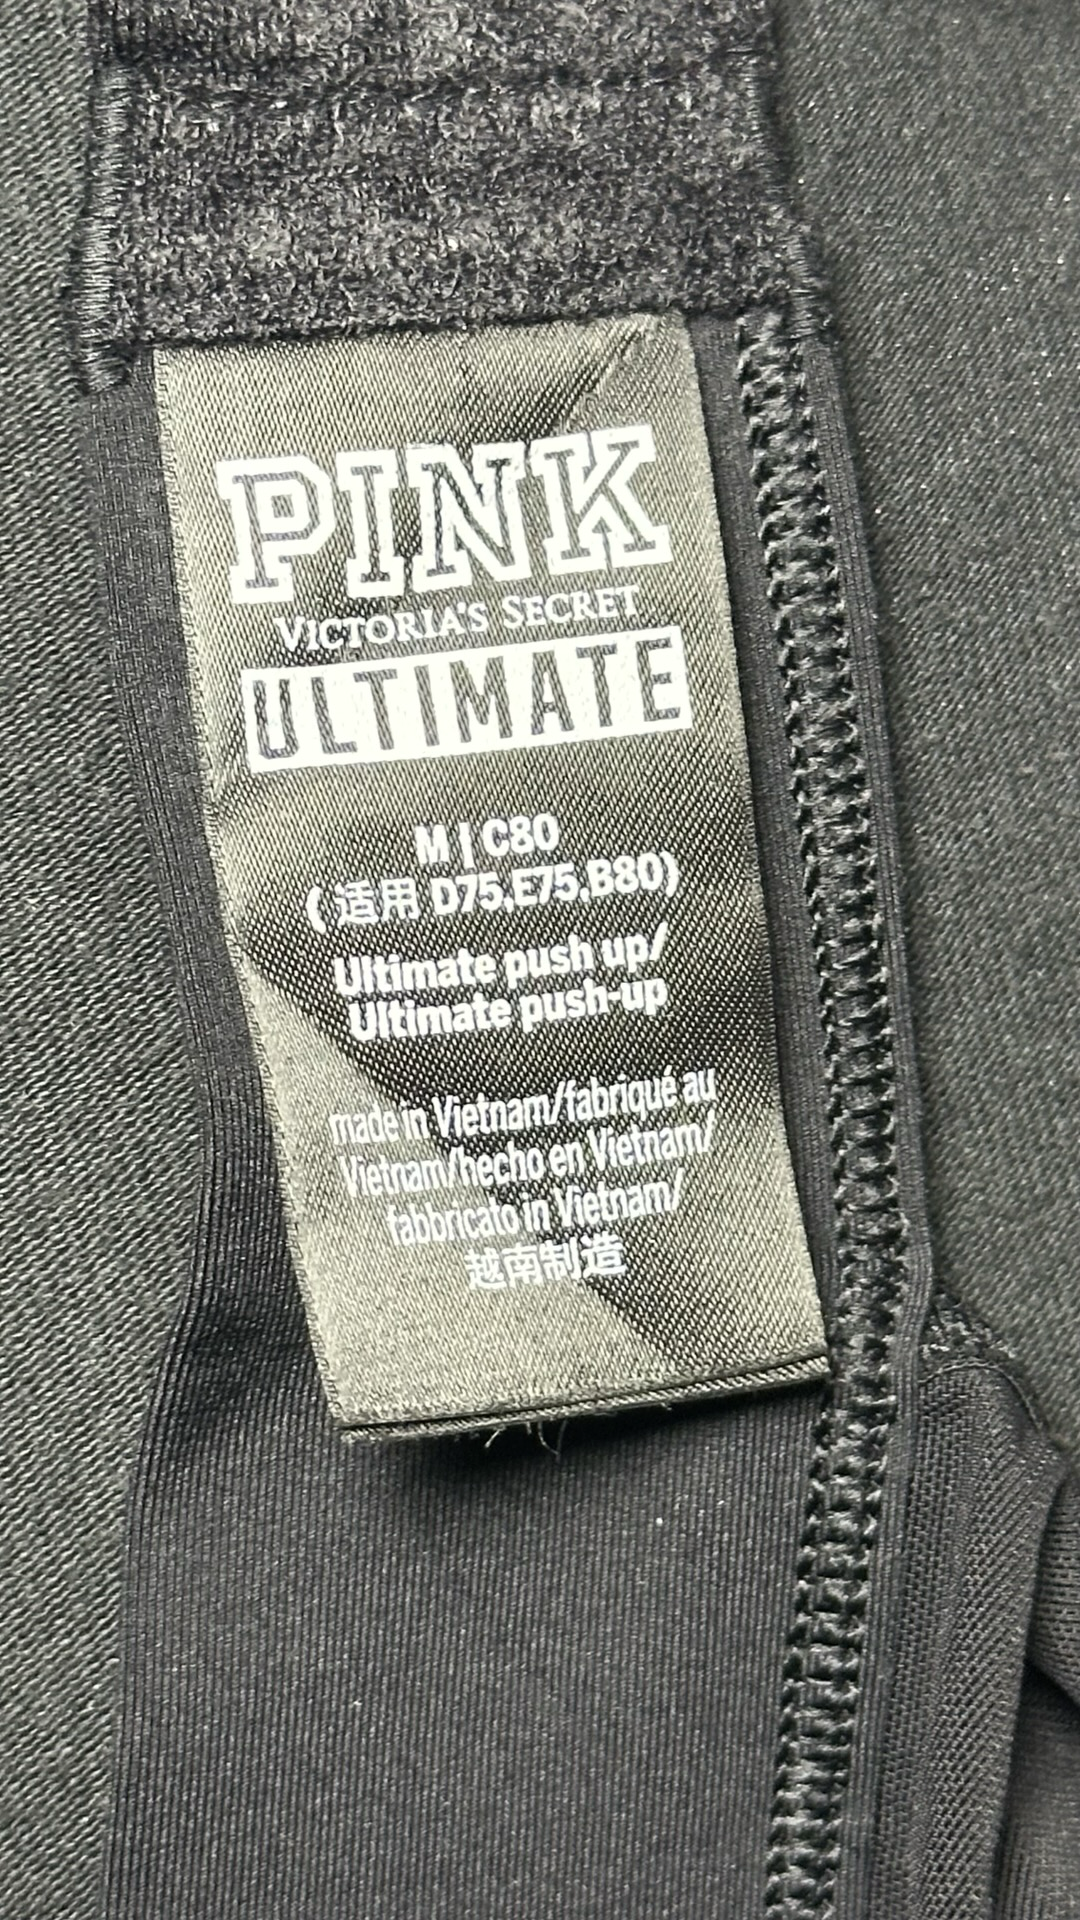 PINK
VICTORIA'S SECRET
ULTIMATE
M | C80
(适用 D75,E75,B80)
Ultimate push up/
Ultimate push-up
made in Vietnam/fabriqué au
Vietnam/hecho en Vietnam/
fabbricato in Vietnam/
越南制造